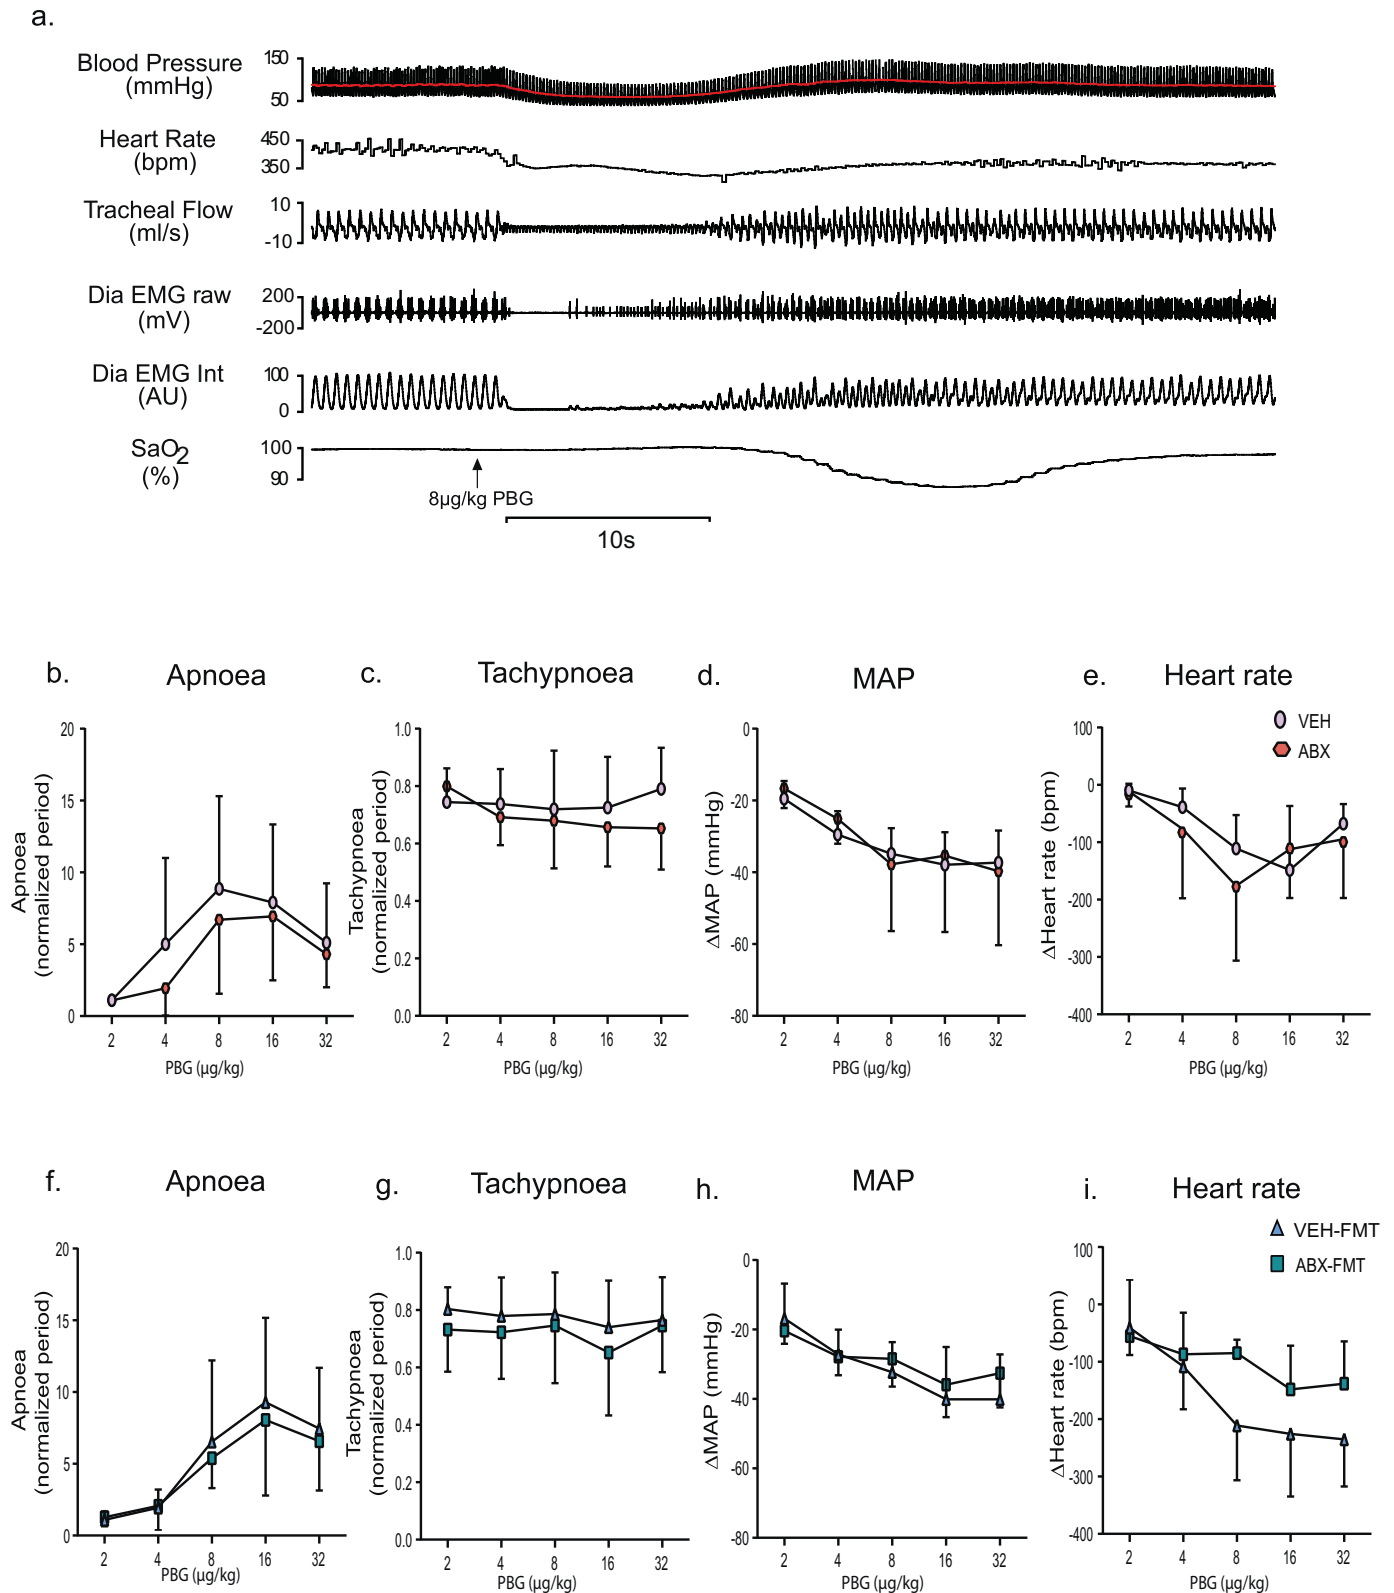 a.
Blood Pressure
(mmHg)
150
50
Heart Rate
(bpm)
450
350
Tracheal Flow
(ml/s)
10
-10
Dia EMG raw
(mV)
200
-200
Dia EMG Int
(AU)
100
0
SaO2
(%)
100
90
8µg/kg PBG
10s
b.
Apnoea
20
15
10
5
0
Apnoea
(normalized period)
2 4 8 16 32
PBG (µg/kg)
c.
Tachypnoea
1.0
0.8
0.6
0.4
0.2
0.0
Tachypnoea
(normalized period)
2 4 8 16 32
PBG (µg/kg)
d.
MAP
0
-20
-40
-60
-80
ΔMAP (mmHg)
2 4 8 16 32
PBG (µg/kg)
e.
Heart rate
VEH
ABX
100
0
-100
-200
-300
-400
ΔHeart rate (bpm)
2 4 8 16 32
PBG (µg/kg)
f.
Apnoea
20
15
10
5
0
Apnoea
(normalized period)
2 4 8 16 32
PBG (µg/kg)
g.
Tachypnoea
1.0
0.8
0.6
0.4
0.2
0.0
Tachypnoea
(normalized period)
2 4 8 16 32
PBG (µg/kg)
h.
MAP
0
-20
-40
-60
-80
ΔMAP (mmHg)
2 4 8 16 32
PBG (µg/kg)
i.
Heart rate
VEH-FMT
ABX-FMT
100
0
-100
-200
-300
-400
ΔHeart rate (bpm)
2 4 8 16 32
PBG (µg/kg)